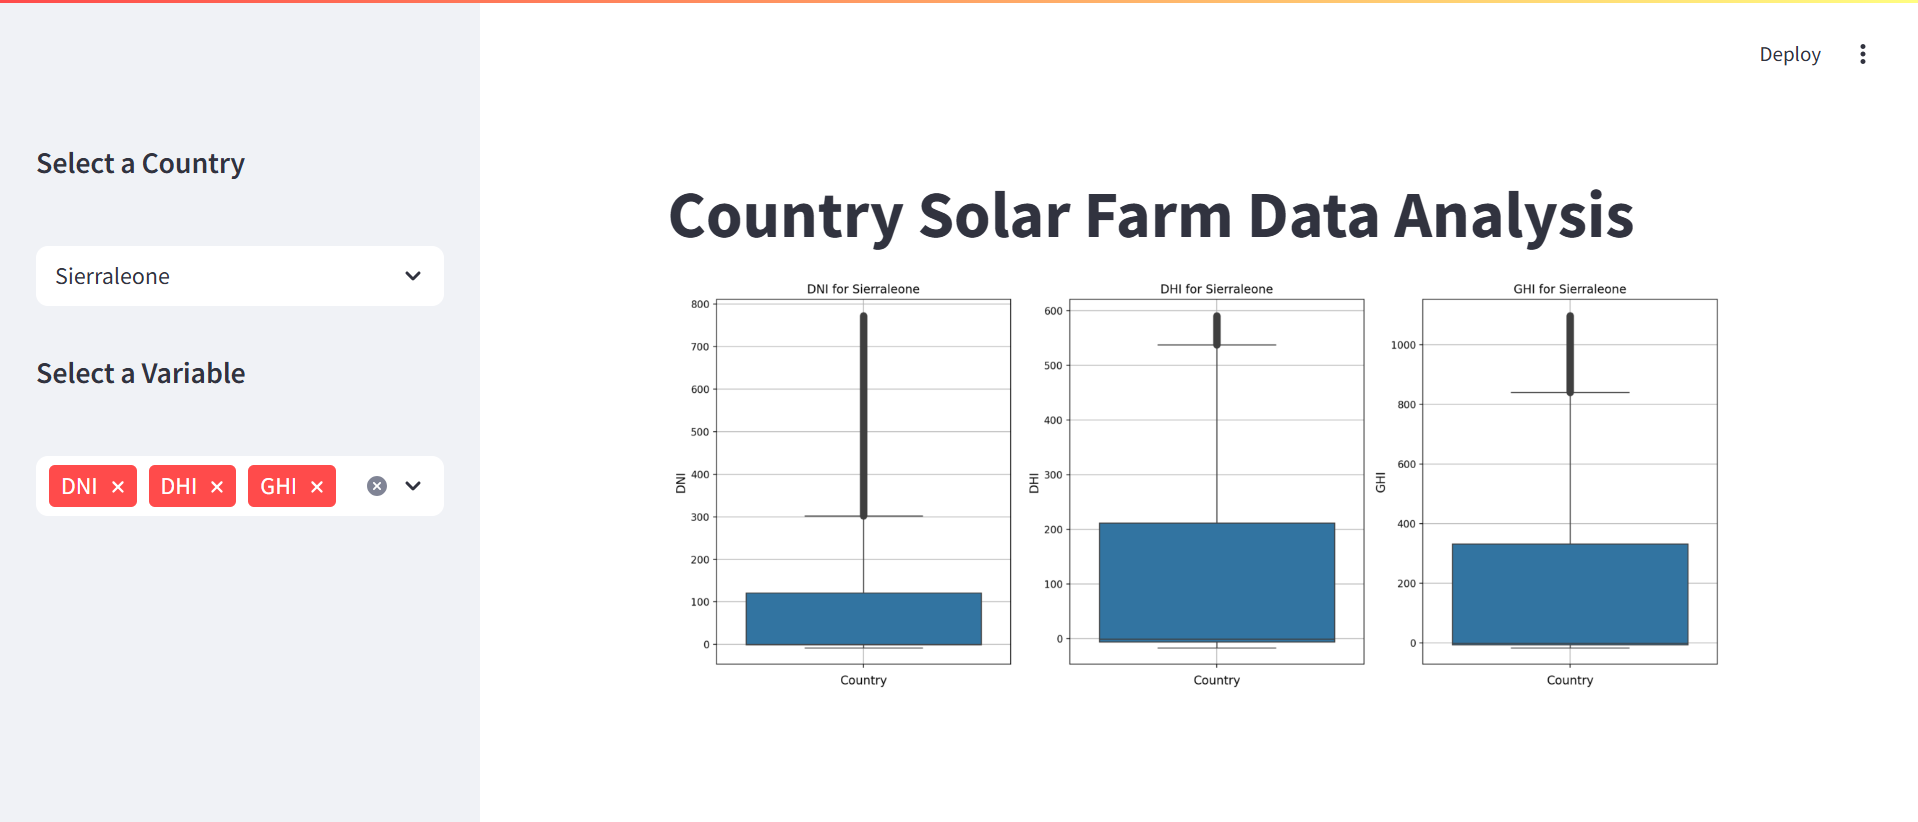 Deploy
Select a Country
Sierraleone
Select a Variable
DNI DHI GHI
Country Solar Farm Data Analysis
DNI for Sierraleone
800
700
600
500
400
300
200
100
0
DNI
Country
DHI for Sierraleone
600
500
400
300
200
100
0
DHI
Country
GHI for Sierraleone
1000
800
600
400
200
0
GHI
Country